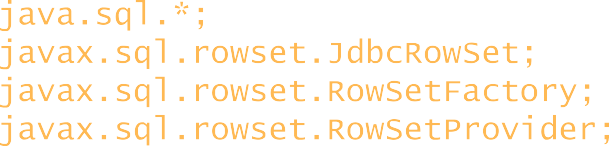 java.sql.*;
javax.sql.rowset.JdbcRowSet;
javax.sql.rowset.RowSetFactory;
javax.sql.rowset.RowSetProvider;